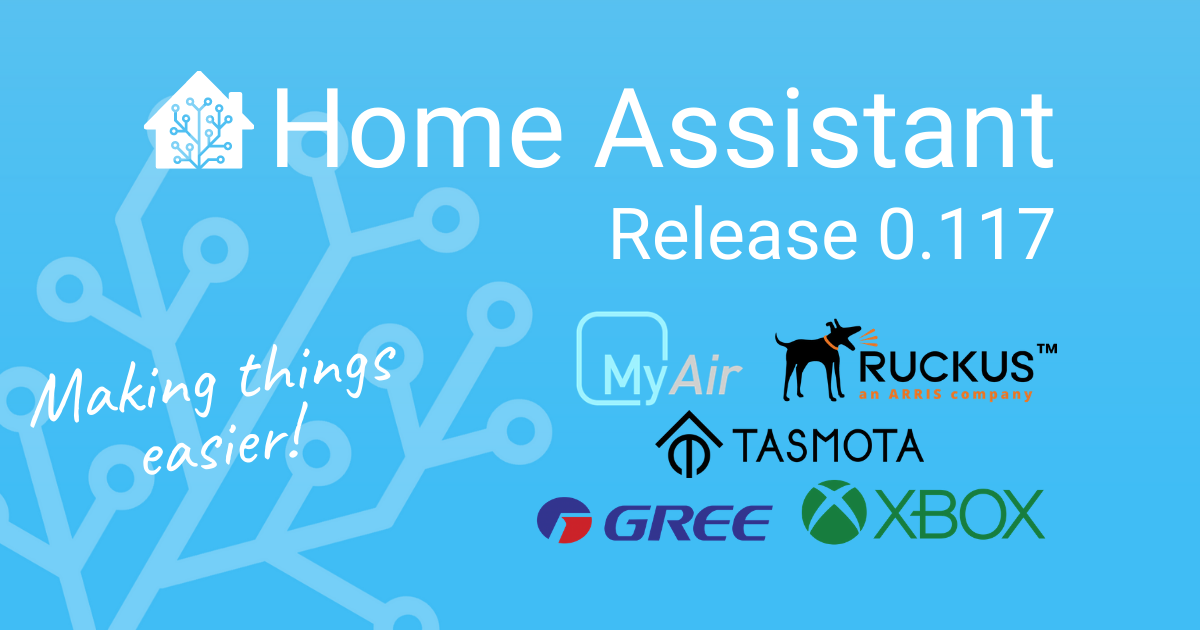 Home Assistant
Release 0.117
Making things
easier!
MyAir
RUCKUS™
an ARRIS company
TASMOTA
GREE
XBOX